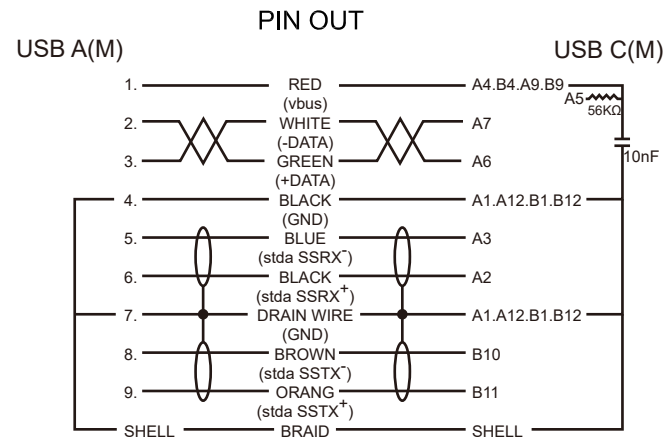 PIN OUT
USB A(M) USB C(M)
1. RED A4.B4.A9.B9
(vbus) A5 56KΩ
2. WHITE A7
(-DATA) 10nF
3. GREEN A6
(+DATA)
4. BLACK A1.A12.B1.B12
(GND)
5. BLUE A3
(stda SSRX-)
6. BLACK A2
(stda SSRX+)
7. DRAIN WIRE A1.A12.B1.B12
(GND)
8. BROWN B10
(stda SSTX-)
9. ORANG B11
(stda SSTX+)
SHELL BRAID SHELL